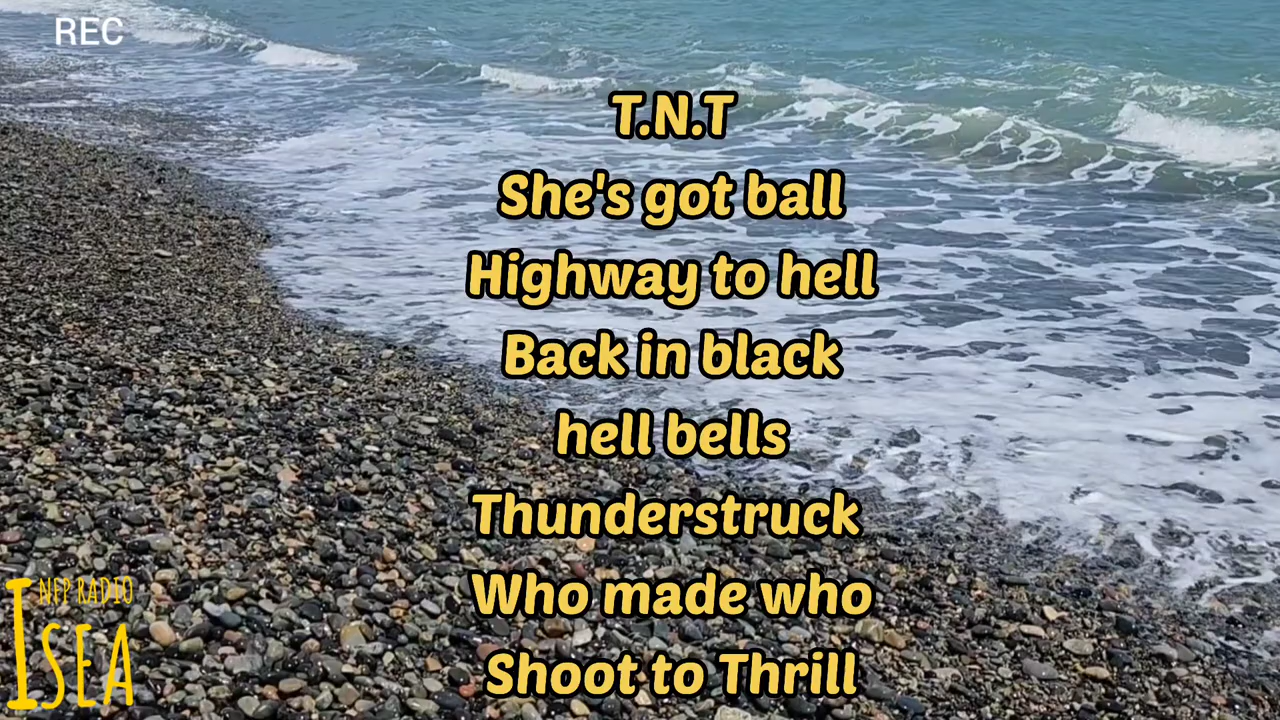 REC
T.N.T
She's got ball
Highway to hell
Back in black
hell bells
Thunderstruck
Who made who
Shoot to Thrill
NFP RADIO
ISEA